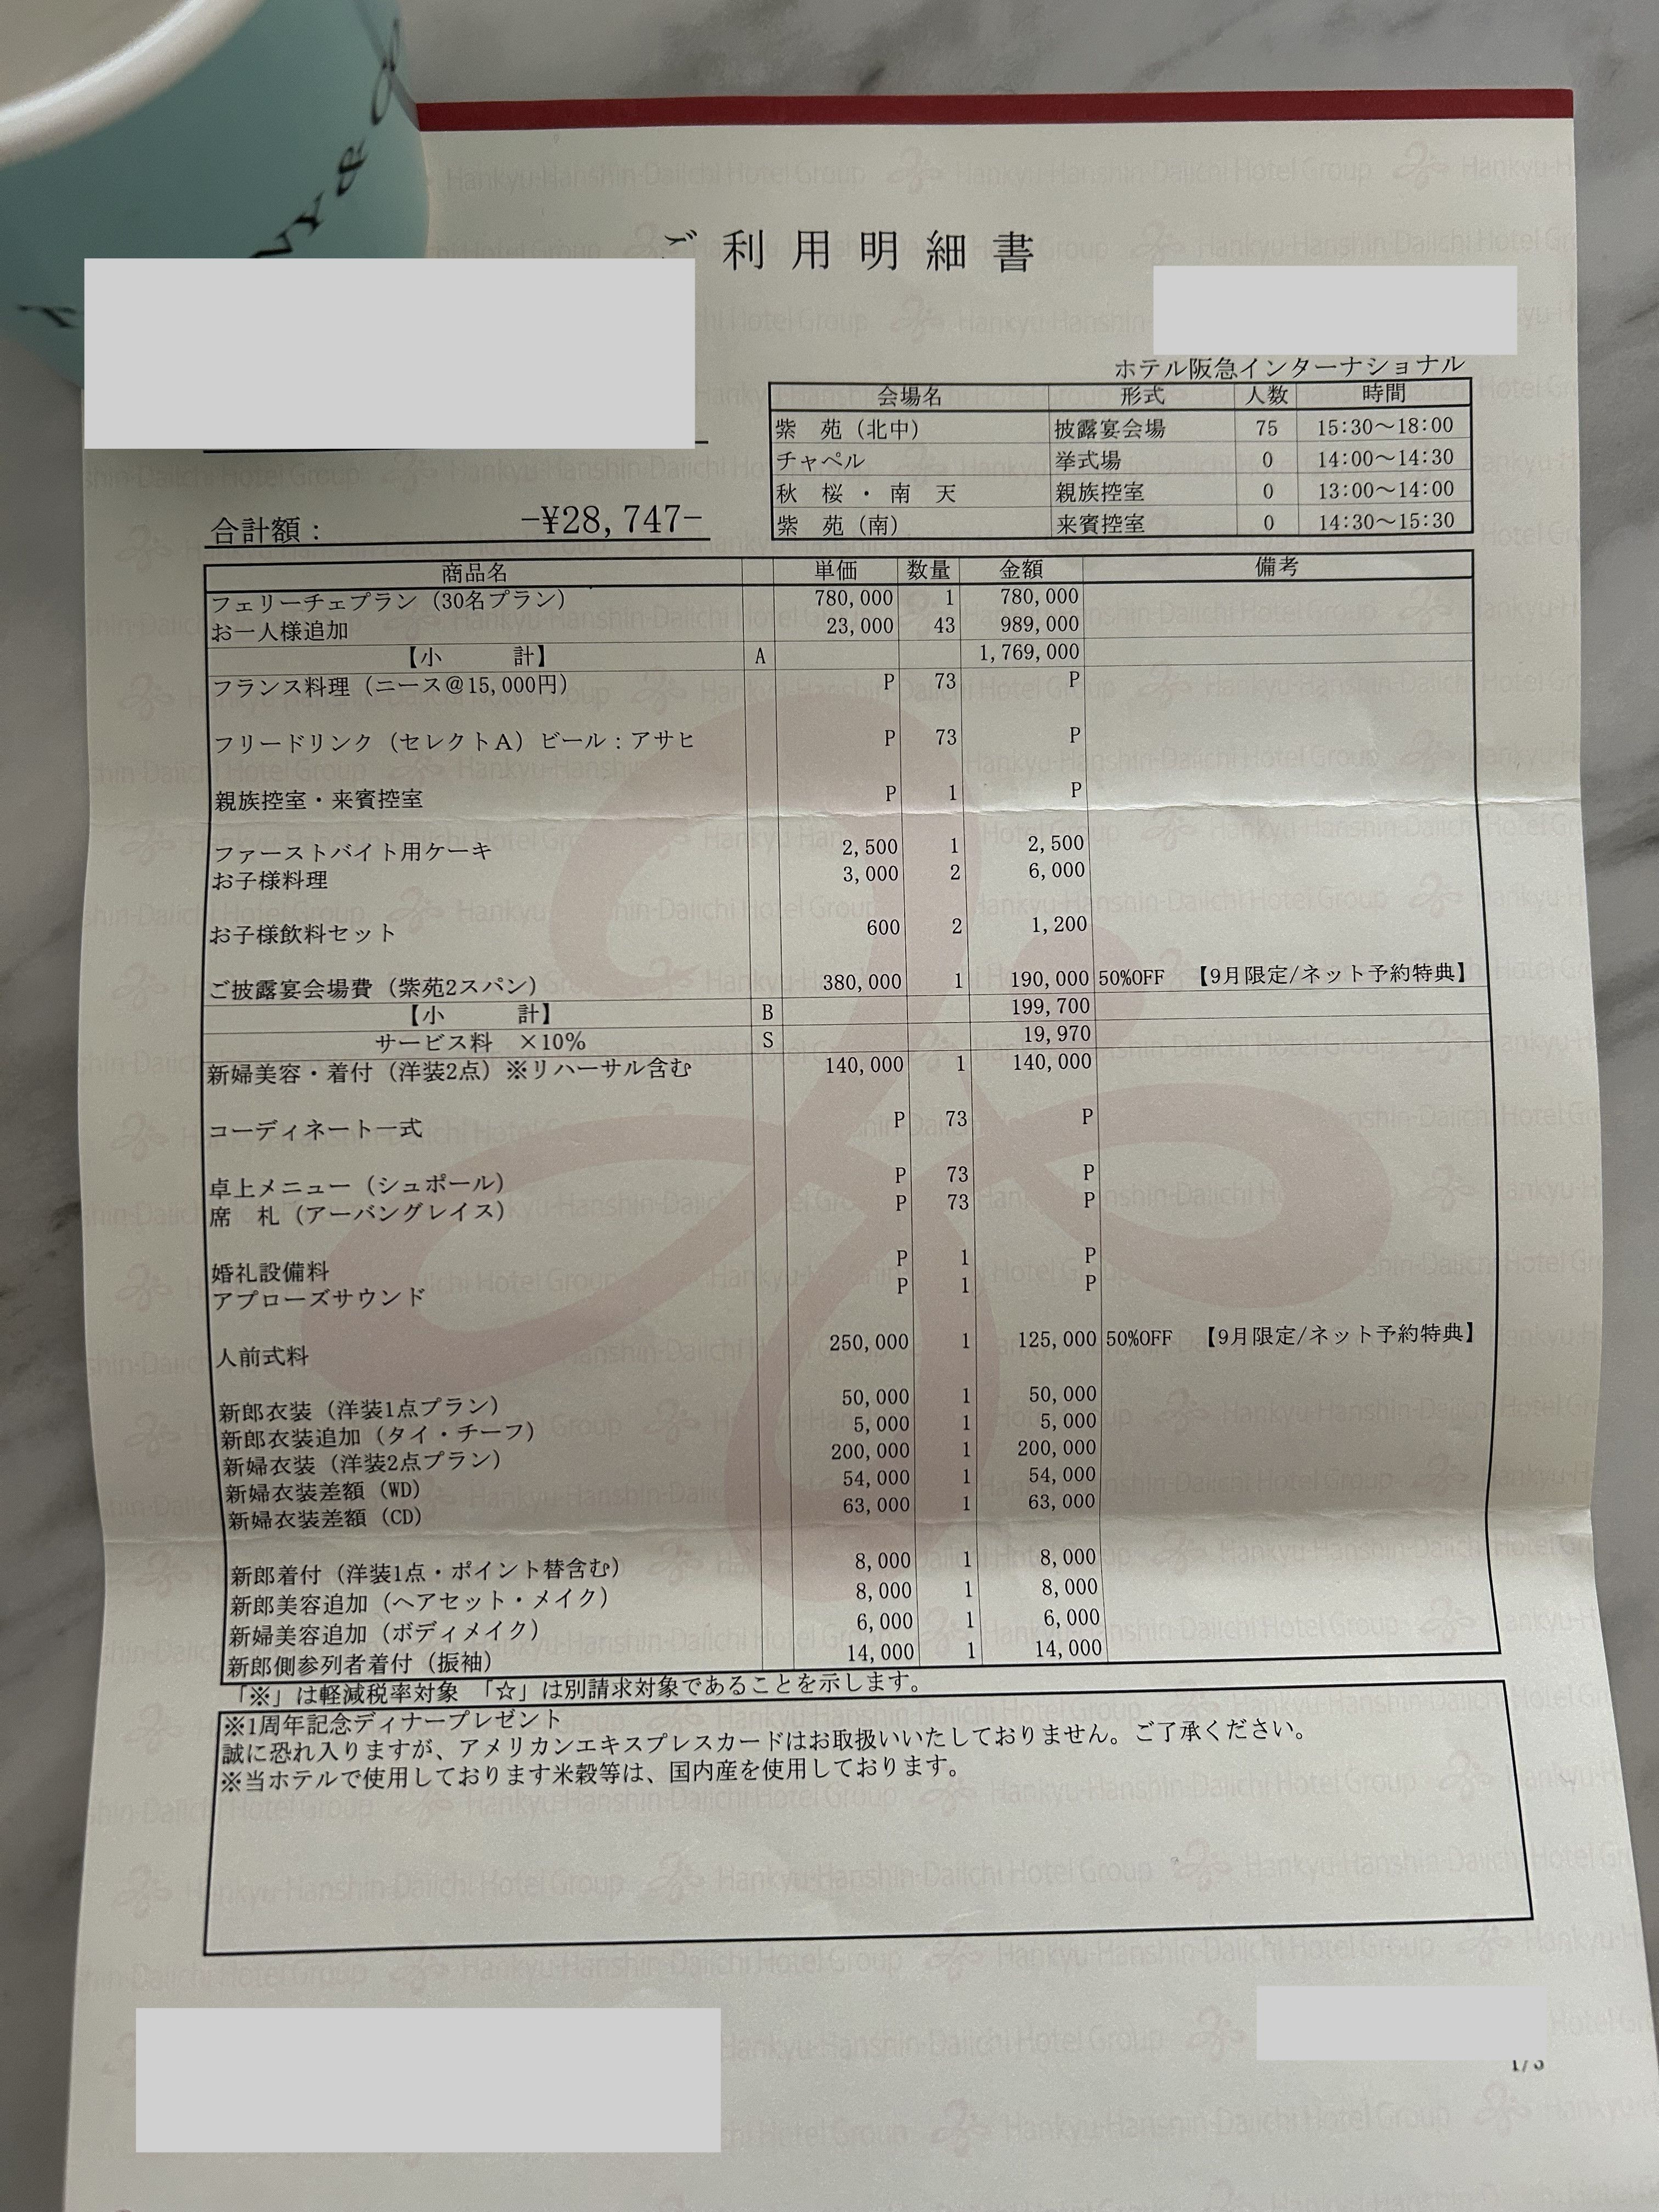 NY & C
Hankyu-Hanshin-Daiichi Hotel Group
ご利用明細書
ホテル阪急インターナショナル
会場名 形式 人数 時間
紫 苑（北中） 披露宴会場 75 15:30～18:00
チャペル 挙式場 0 14:00～14:30
秋 桜 ・ 南 天 親族控室 0 13:00～14:00
紫 苑（南） 来賓控室 0 14:30～15:30
合計額： -¥28,747-
商品名 単価 数量 金額 備考
フェリーチェプラン（30名プラン） 780,000 1 780,000
お一人様追加 23,000 43 989,000
【小 計】 A 1,769,000
フランス料理（ニース@15,000円） P 73 P
フリードリンク（セレクトA）ビール：アサヒ P 73 P
親族控室・来賓控室 P 1 P
ファーストバイト用ケーキ 2,500 1 2,500
お子様料理 3,000 2 6,000
お子様飲料セット 600 2 1,200
ご披露宴会場費（紫苑2スパン） 380,000 1 190,000 50%OFF 【9月限定/ネット予約特典】
【小 計】 B 199,700
サービス料 ×10% S 19,970
新婦美容・着付（洋装2点）※リハーサル含む 140,000 1 140,000
コーディネート一式 P 73 P
卓上メニュー（シュポール） P 73 P
席 札（アーバングレイス） P 73 P
婚礼設備料 P 1 P
アプローズサウンド P 1 P
人前式料 250,000 1 125,000 50%OFF 【9月限定/ネット予約特典】
新郎衣装（洋装1点プラン） 50,000 1 50,000
新郎衣装追加（タイ・チーフ） 5,000 1 5,000
新婦衣装（洋装2点プラン） 200,000 1 200,000
新婦衣装差額（WD） 54,000 1 54,000
新婦衣装差額（CD） 63,000 1 63,000
新郎着付（洋装1点・ポイント替含む） 8,000 1 8,000
新郎美容追加（ヘアセット・メイク） 8,000 1 8,000
新婦美容追加（ボディメイク） 6,000 1 6,000
新郎側参列者着付（振袖） 14,000 1 14,000
「※」は軽減税率対象 「☆」は別請求対象であることを示します。
※1周年記念ディナープレゼント
誠に恐れ入りますが、アメリカンエキスプレスカードはお取扱いいたしておりません。ご了承ください。
※当ホテルで使用しております米穀等は、国内産を使用しております。